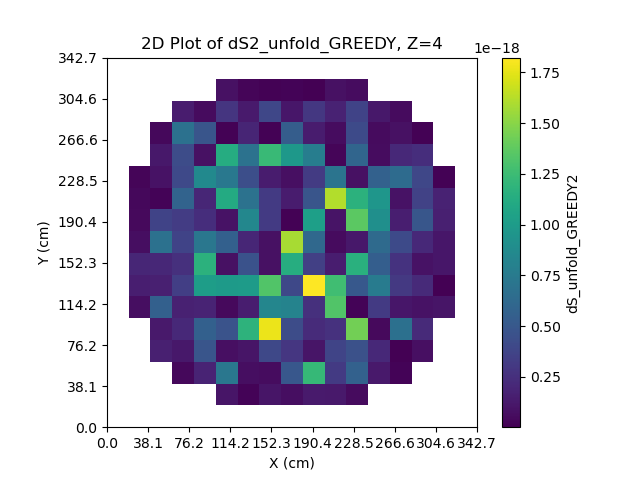 2D Plot of dS2_unfold_GREEDY, Z=4
1e−18
342.7
304.6
266.6
228.5
190.4
152.3
114.2
76.2
38.1
0.0
Y (cm)
0.0 38.1 76.2 114.2 152.3 190.4 228.5 266.6 304.6 342.7
X (cm)
1.75
1.50
1.25
1.00
0.75
0.50
0.25
dS_unfold_GREEDY2